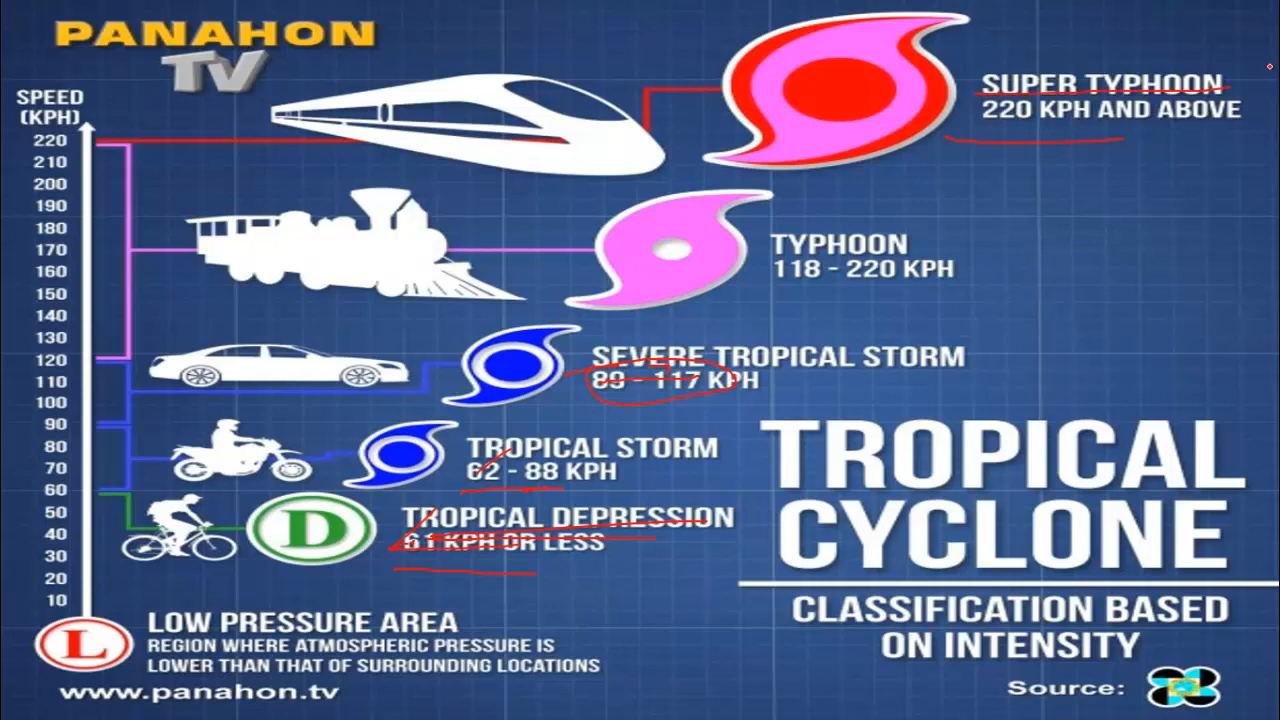 PANAHON
TV
SPEED
(KPH)
220
210
200
190
180
170
160
150
140
130
120
110
100
90
80
70
60
50
40
30
20
10
SUPER TYPHOON
220 KPH AND ABOVE
TYPHOON
118 - 220 KPH
SEVERE TROPICAL STORM
89 - 117 KPH
TROPICAL STORM
62 - 88 KPH
D
TROPICAL DEPRESSION
61 KPH OR LESS
L
LOW PRESSURE AREA
REGION WHERE ATMOSPHERIC PRESSURE IS
LOWER THAN THAT OF SURROUNDING LOCATIONS
www.panahon.tv
TROPICAL
CYCLONE
CLASSIFICATION BASED
ON INTENSITY
Source: